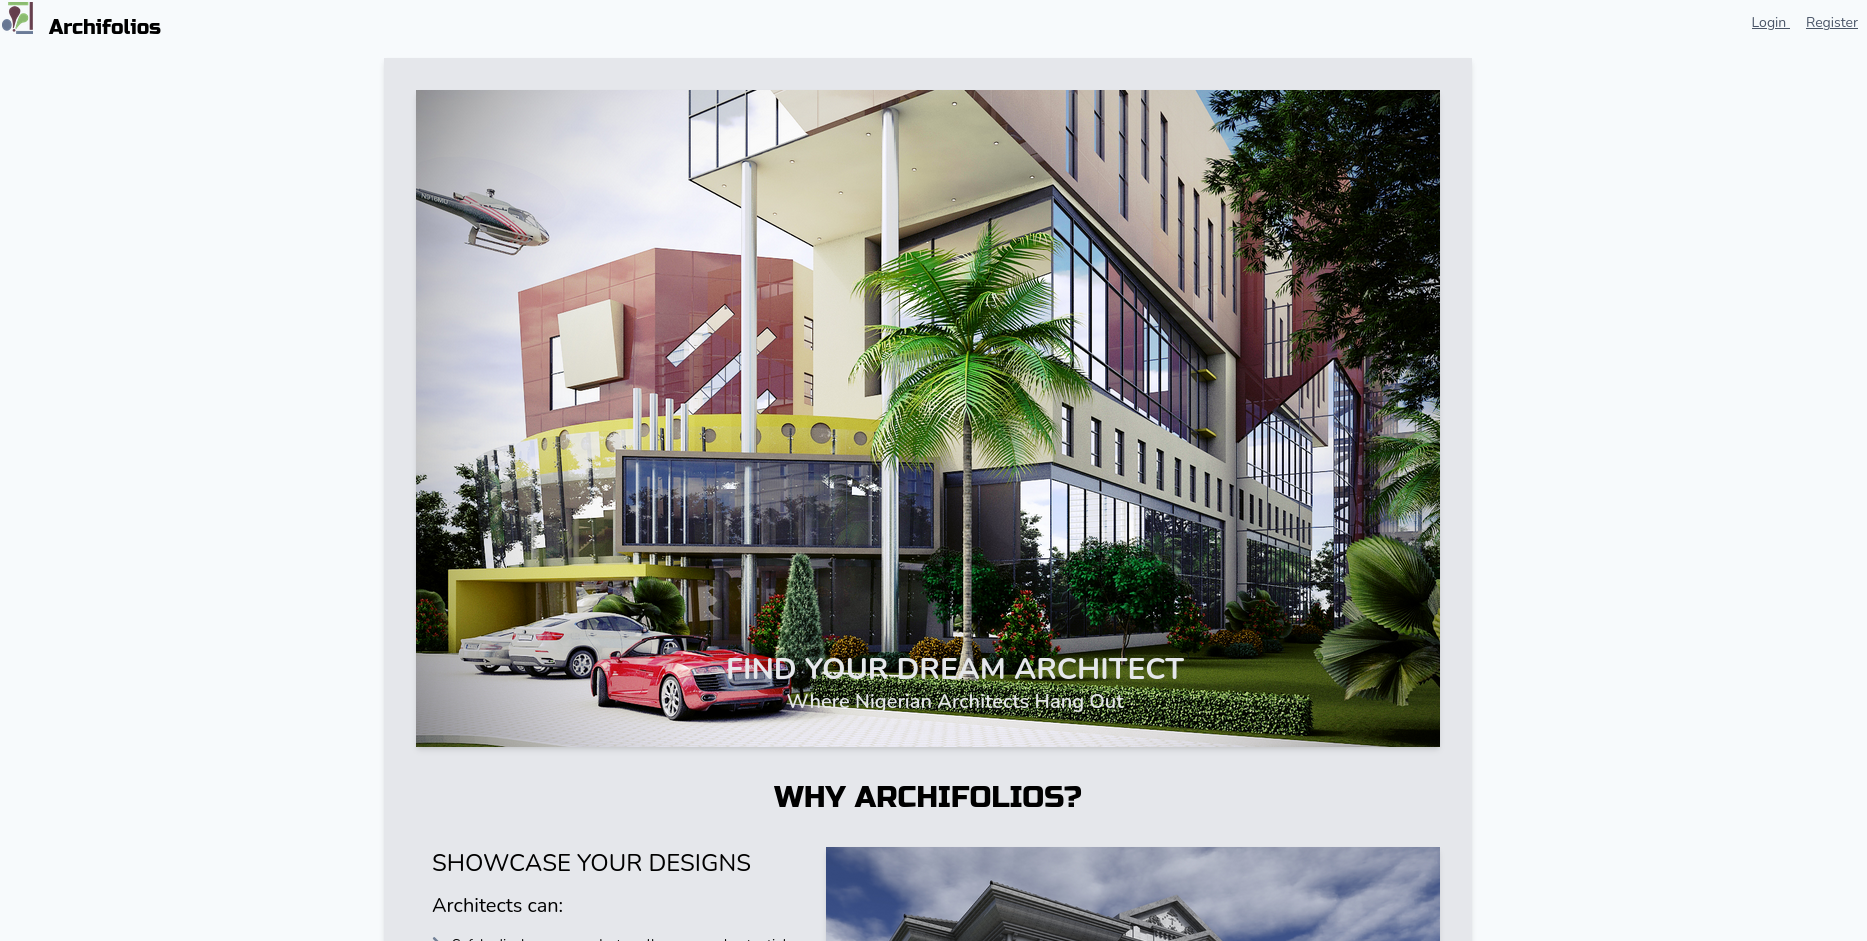 Archifolios
Login Register
N916MU
FIND YOUR DREAM ARCHITECT
Where Nigerian Architects Hang Out
WHY ARCHIFOLIOS?
SHOWCASE YOUR DESIGNS
Architects can: